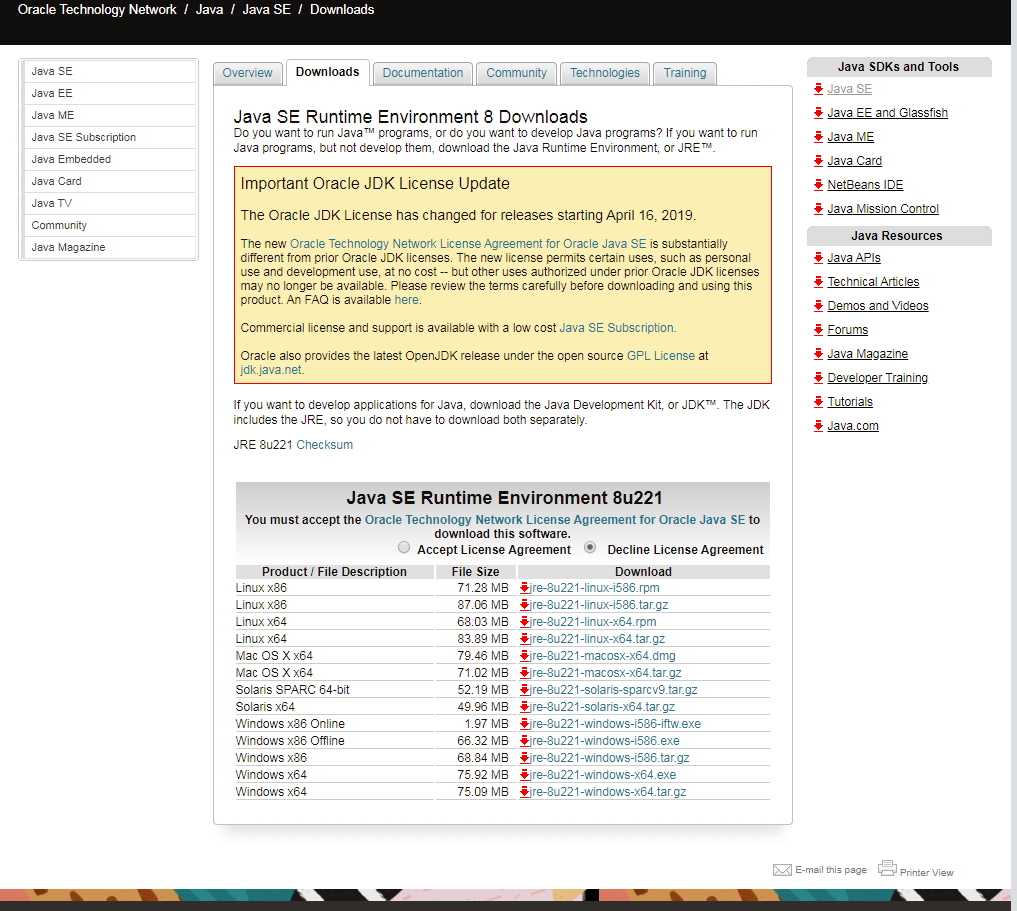 Oracle Technology Network / Java / Java SE / Downloads
Java SE
Java EE
Java ME
Java SE Subscription
Java Embedded
Java Card
Java TV
Community
Java Magazine
Overview Downloads Documentation Community Technologies Training
Java SE Runtime Environment 8 Downloads
Do you want to run Java™ programs, or do you want to develop Java programs? If you want to run
Java programs, but not develop them, download the Java Runtime Environment, or JRE™.
Important Oracle JDK License Update
The Oracle JDK License has changed for releases starting April 16, 2019.
The new Oracle Technology Network License Agreement for Oracle Java SE is substantially
different from prior Oracle JDK licenses. The new license permits certain uses, such as personal
use and development use, at no cost -- but other uses authorized under prior Oracle JDK licenses
may no longer be available. Please review the terms carefully before downloading and using this
product. An FAQ is available here.
Commercial license and support is available with a low cost Java SE Subscription.
Oracle also provides the latest OpenJDK release under the open source GPL License at
jdk.java.net.
If you want to develop applications for Java, download the Java Development Kit, or JDK™. The JDK
includes the JRE, so you do not have to download both separately.
JRE 8u221 Checksum
Java SE Runtime Environment 8u221
You must accept the Oracle Technology Network License Agreement for Oracle Java SE to
download this software.
Accept License Agreement Decline License Agreement
Product / File Description File Size Download
Linux x86 71.28 MB jre-8u221-linux-i586.rpm
Linux x86 87.06 MB jre-8u221-linux-i586.tar.gz
Linux x64 68.03 MB jre-8u221-linux-x64.rpm
Linux x64 83.89 MB jre-8u221-linux-x64.tar.gz
Mac OS X x64 79.46 MB jre-8u221-macosx-x64.dmg
Mac OS X x64 71.02 MB jre-8u221-macosx-x64.tar.gz
Solaris SPARC 64-bit 52.19 MB jre-8u221-solaris-sparcv9.tar.gz
Solaris x64 49.96 MB jre-8u221-solaris-x64.tar.gz
Windows x86 Online 1.97 MB jre-8u221-windows-i586-iftw.exe
Windows x86 Offline 66.32 MB jre-8u221-windows-i586.exe
Windows x86 68.84 MB jre-8u221-windows-i586.tar.gz
Windows x64 75.92 MB jre-8u221-windows-x64.exe
Windows x64 75.09 MB jre-8u221-windows-x64.tar.gz
Java SDKs and Tools
Java SE
Java EE and Glassfish
Java ME
Java Card
NetBeans IDE
Java Mission Control
Java Resources
Java APIs
Technical Articles
Demos and Videos
Forums
Java Magazine
Developer Training
Tutorials
Java.com
E-mail this page Printer View